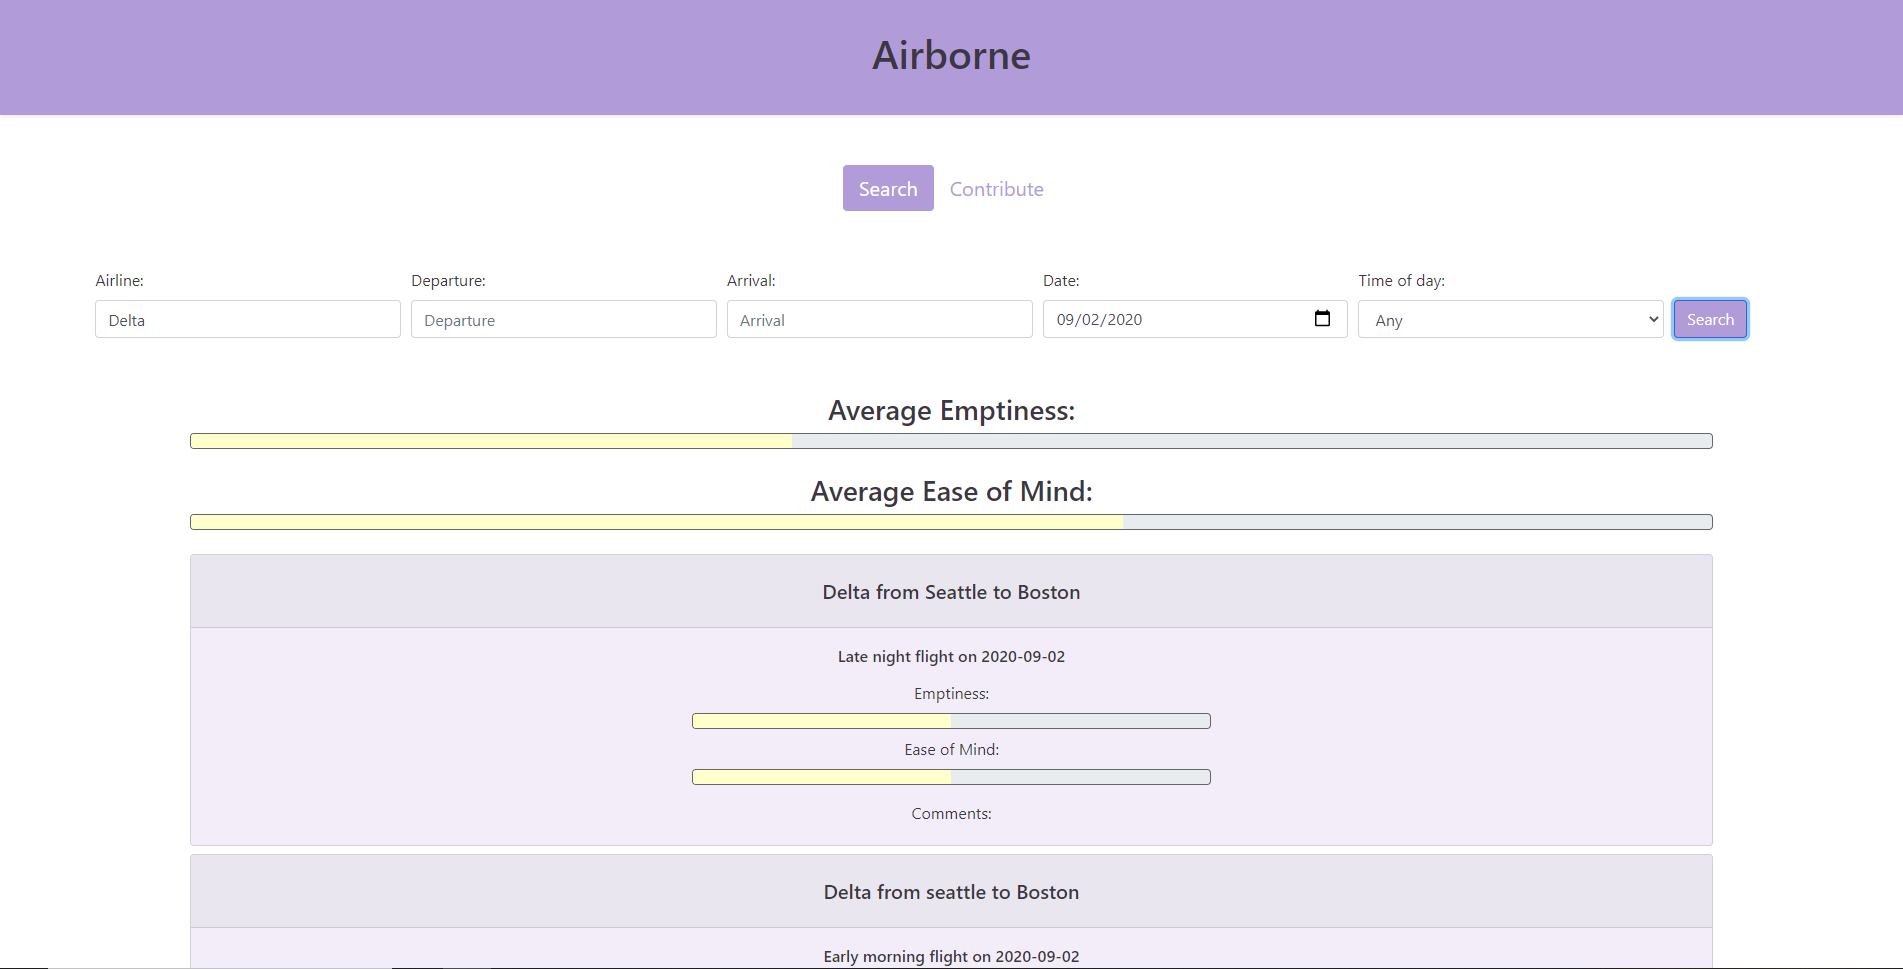 Airborne
Search Contribute
Airline: Departure: Arrival: Date: Time of day:
Delta Departure Arrival 09/02/2020 Any Search
Average Emptiness:
Average Ease of Mind:
Delta from Seattle to Boston
Late night flight on 2020-09-02
Emptiness:
Ease of Mind:
Comments:
Delta from seattle to Boston
Early morning flight on 2020-09-02